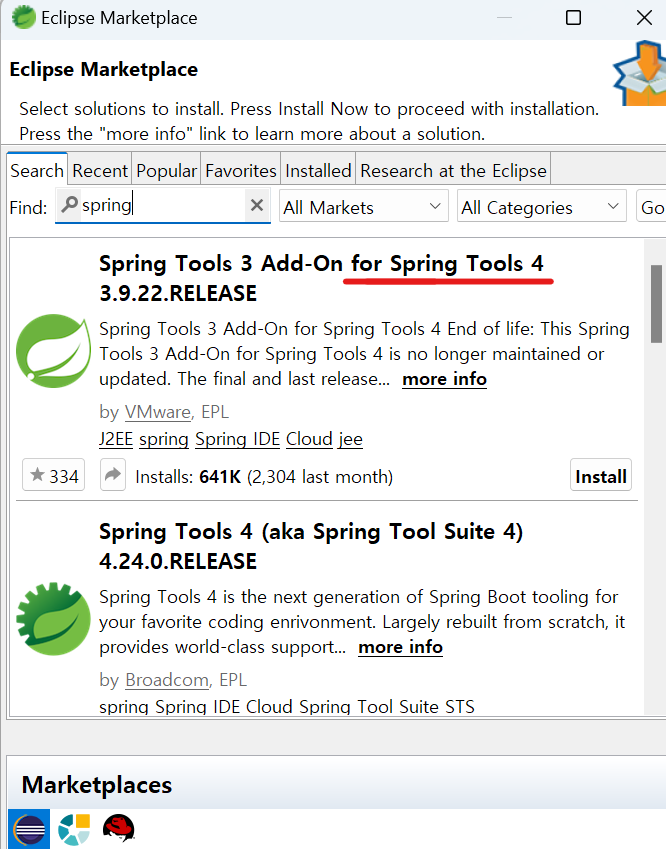 Eclipse Marketplace
Eclipse Marketplace
Select solutions to install. Press Install Now to proceed with installation.
Press the "more info" link to learn more about a solution.
Search Recent Popular Favorites Installed Research at the Eclipse
Find: spring All Markets All Categories Go
Spring Tools 3 Add-On for Spring Tools 4
3.9.22.RELEASE
Spring Tools 3 Add-On for Spring Tools 4 End of life: This Spring
Tools 3 Add-On for Spring Tools 4 is no longer maintained or
updated. The final and last release... more info
by VMware, EPL
J2EE spring Spring IDE Cloud jee
334 Installs: 641K (2,304 last month) Install
Spring Tools 4 (aka Spring Tool Suite 4)
4.24.0.RELEASE
Spring Tools 4 is the next generation of Spring Boot tooling for
your favorite coding enrivonment. Largely rebuilt from scratch, it
provides world-class support... more info
by Broadcom, EPL
spring Spring IDE Cloud Spring Tool Suite STS
Marketplaces